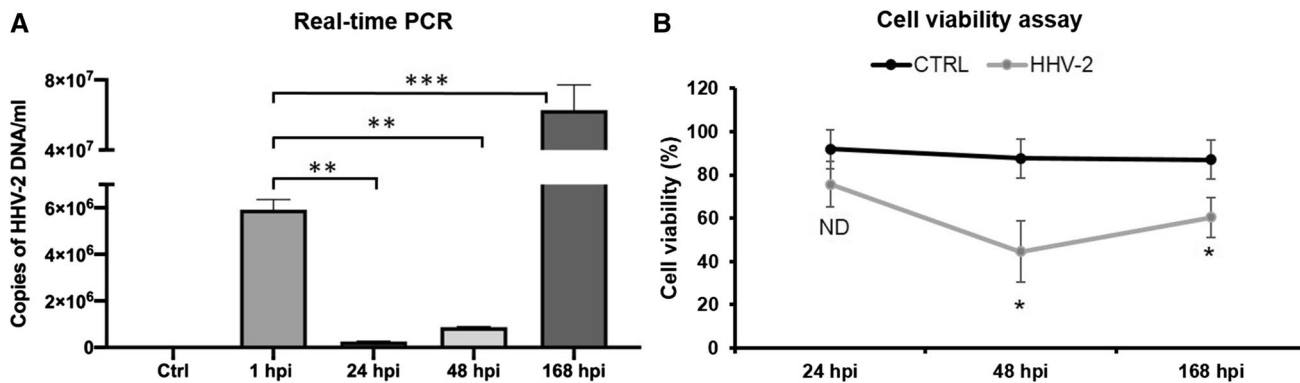 A
Real-time PCR
Copies of HHV-2 DNA/ml
8×10⁷
4×10⁷
6×10⁶
4×10⁶
2×10⁶
0
***
**
**
Ctrl
1 hpi
24 hpi
48 hpi
168 hpi
B
Cell viability assay
CTRL
HHV-2
Cell viability (%)
120
100
80
60
40
20
0
ND
*
*
24 hpi
48 hpi
168 hpi